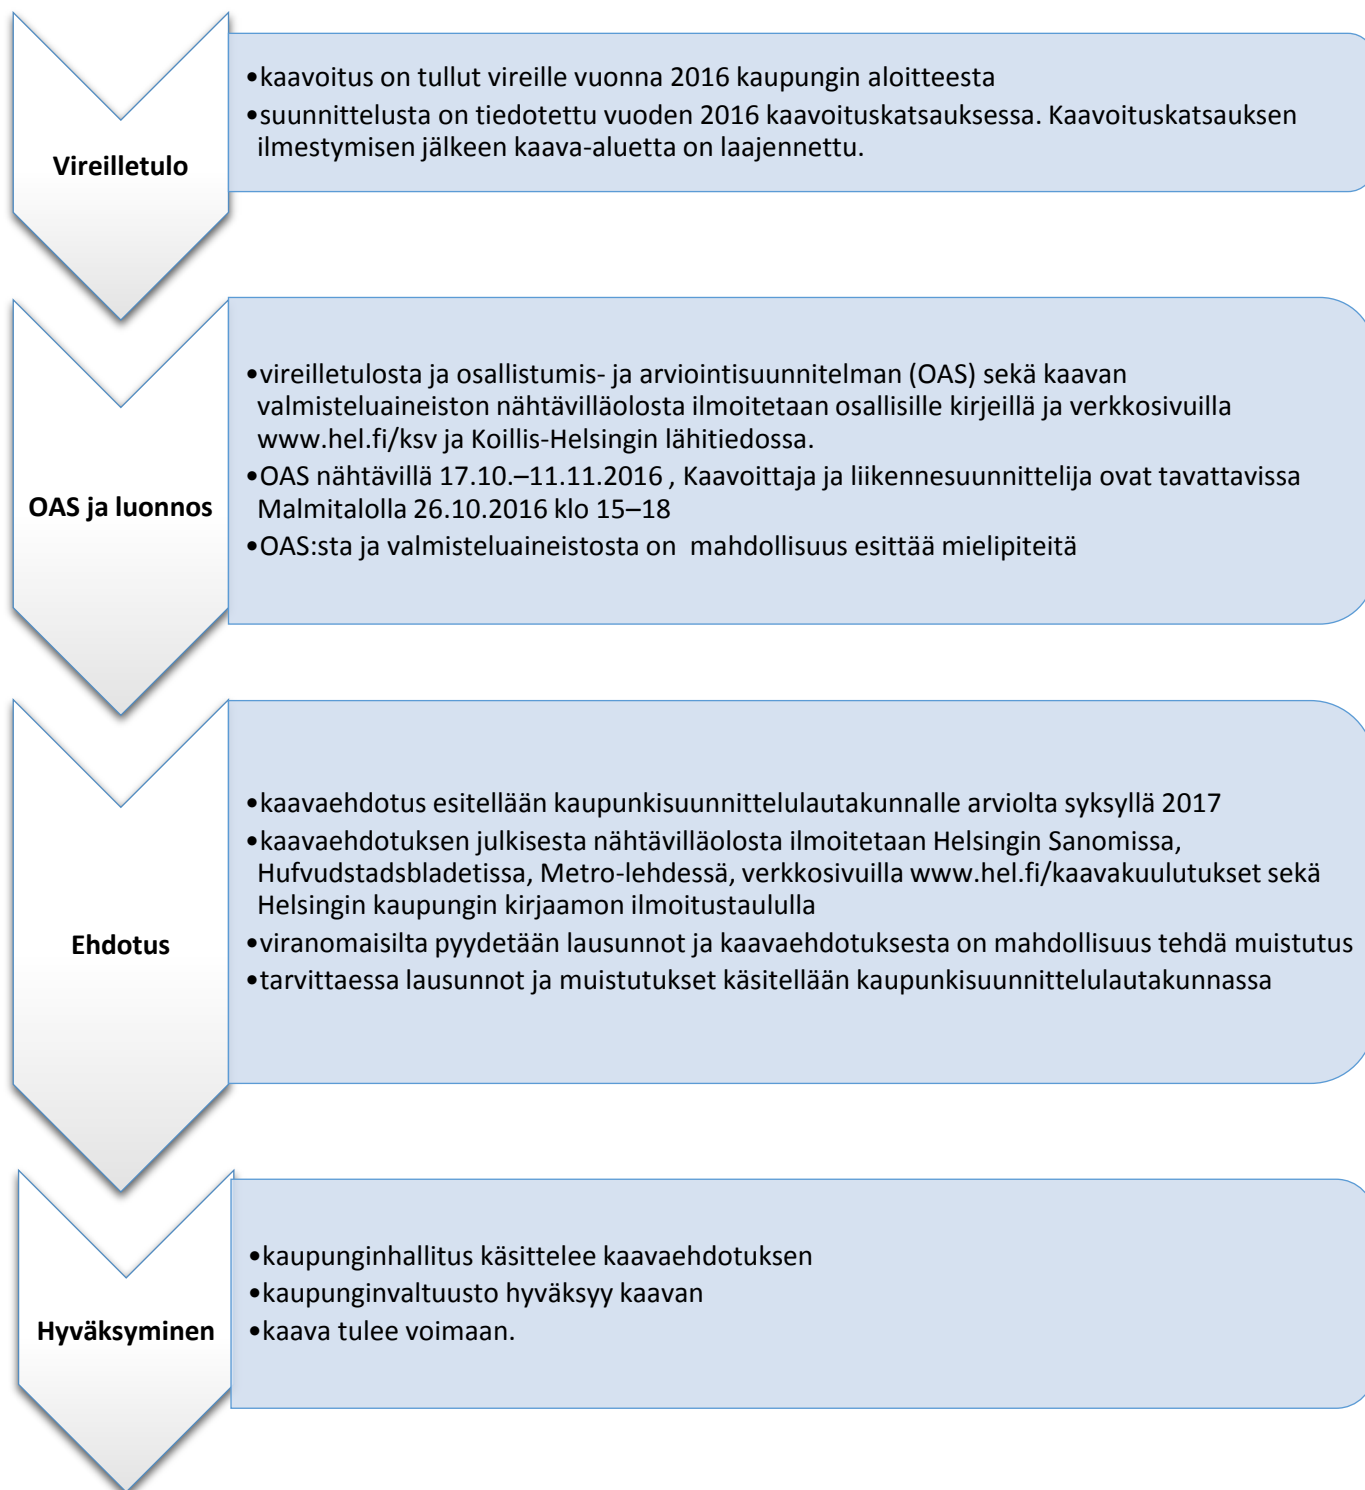 Virelletulo
•kaavoitus on tullut vireille vuonna 2016 kaupungin aloitteesta
•suunnittelusta on tiedotettu vuoden 2016 kaavoituskatsauksessa. Kaavoituskatsauksen
ilmestymisen jälkeen kaava-aluetta on laajennettu.
OAS ja luonnos
•vireilletulosta ja osallistumis- ja arviointisuunnitelman (OAS) sekä kaavan
valmisteluaineiston nähtävilläolosta ilmoitetaan osallisille kirjeillä ja verkkosivuilla
www.hel.fi/ksv ja Koillis-Helsingin lähitiedossa.
•OAS nähtävillä 17.10.–11.11.2016 , Kaavoittaja ja liikennesuunnittelija ovat tavattavissa
Malmitalolla 26.10.2016 klo 15–18
•OAS:sta ja valmisteluaineistosta on  mahdollisuus esittää mielipiteitä
Ehdotus
•kaavaehdotus esitellään kaupunkisuunnittelulautakunnalle arviolta syksyllä 2017
•kaavaehdotuksen julkisesta nähtävilläolosta ilmoitetaan Helsingin Sanomissa,
Hufvudstadsbladetissa, Metro-lehdessä, verkkosivuilla www.hel.fi/kaavakuulutukset sekä
Helsingin kaupungin kirjaamon ilmoitustaululla
•viranomaisilta pyydetään lausunnot ja kaavaehdotuksesta on mahdollisuus tehdä muistutus
•tarvittaessa lausunnot ja muistutukset käsitellään kaupunkisuunnittelulautakunnassa
Hyväksyminen
•kaupunginhallitus käsittelee kaavaehdotuksen
•kaupunginvaltuusto hyväksyy kaavan
•kaava tulee voimaan.